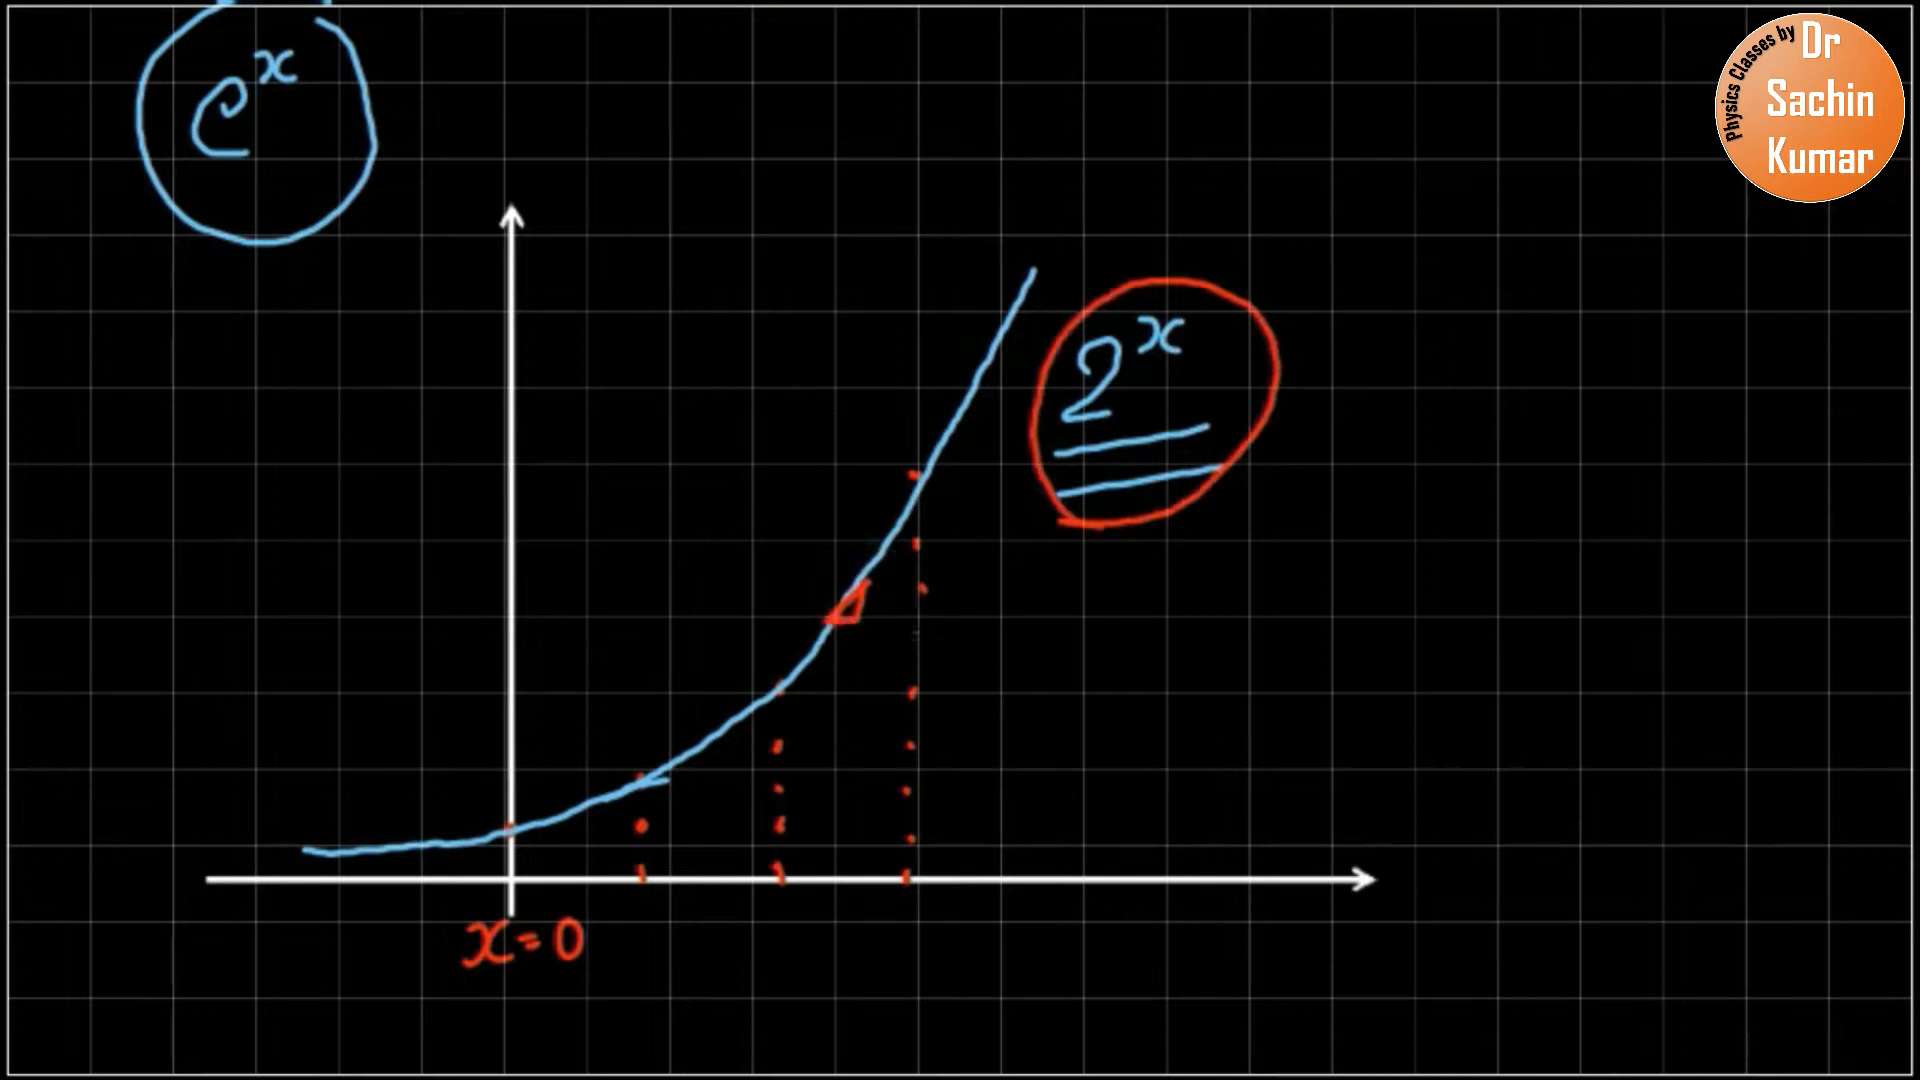 e^x
Physics Classes by
Dr
Sachin
Kumar
2^x
x=0